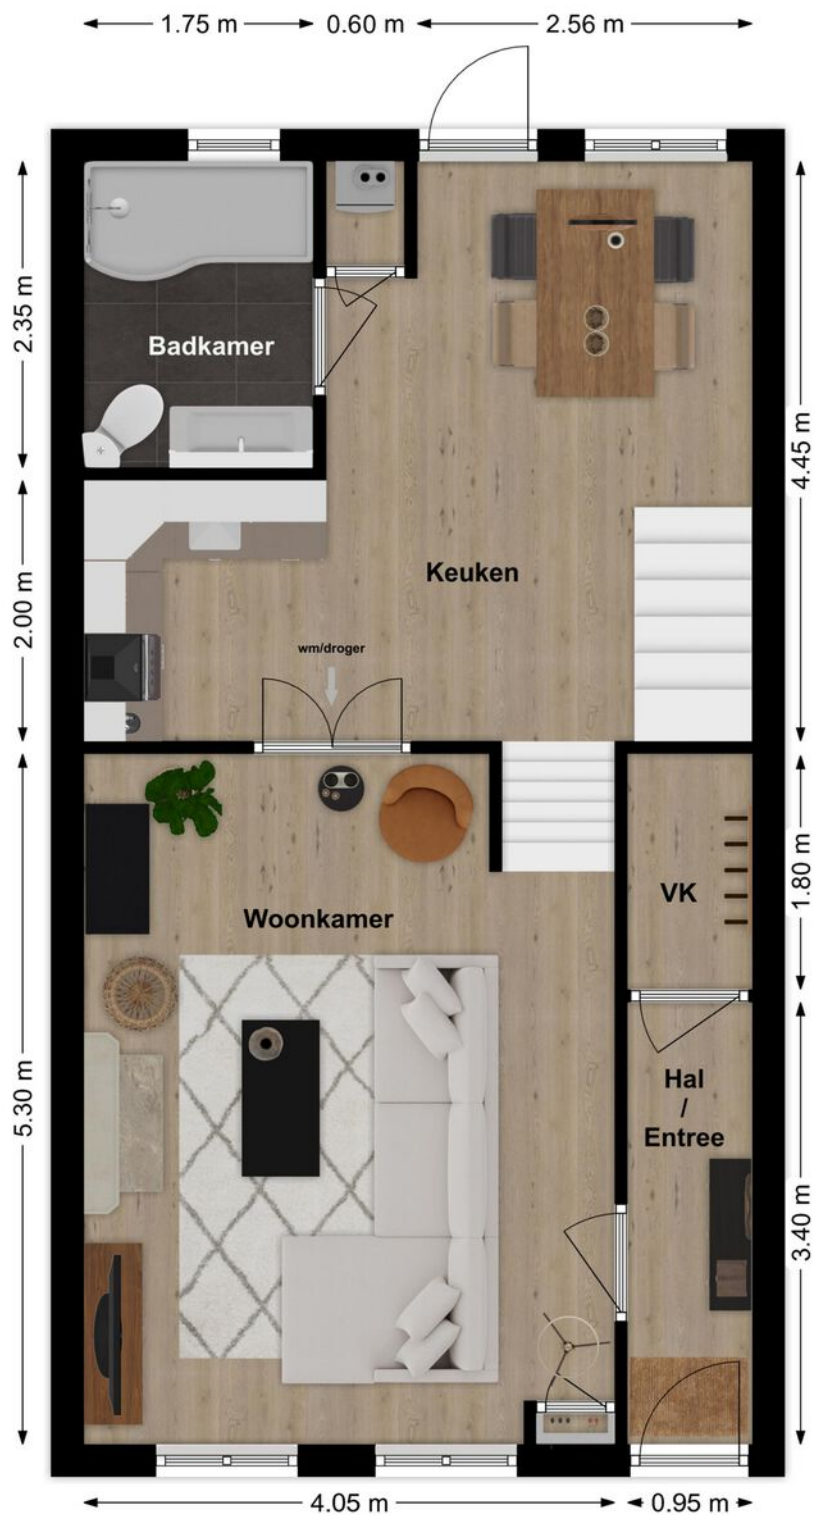 1.75 m
0.60 m
2.56 m
2.35 m
Badkamer
4.45 m
2.00 m
Keuken
wm/droger
5.30 m
Woonkamer
VK
1.80 m
Hal
/
Entree
3.40 m
4.05 m
0.95 m